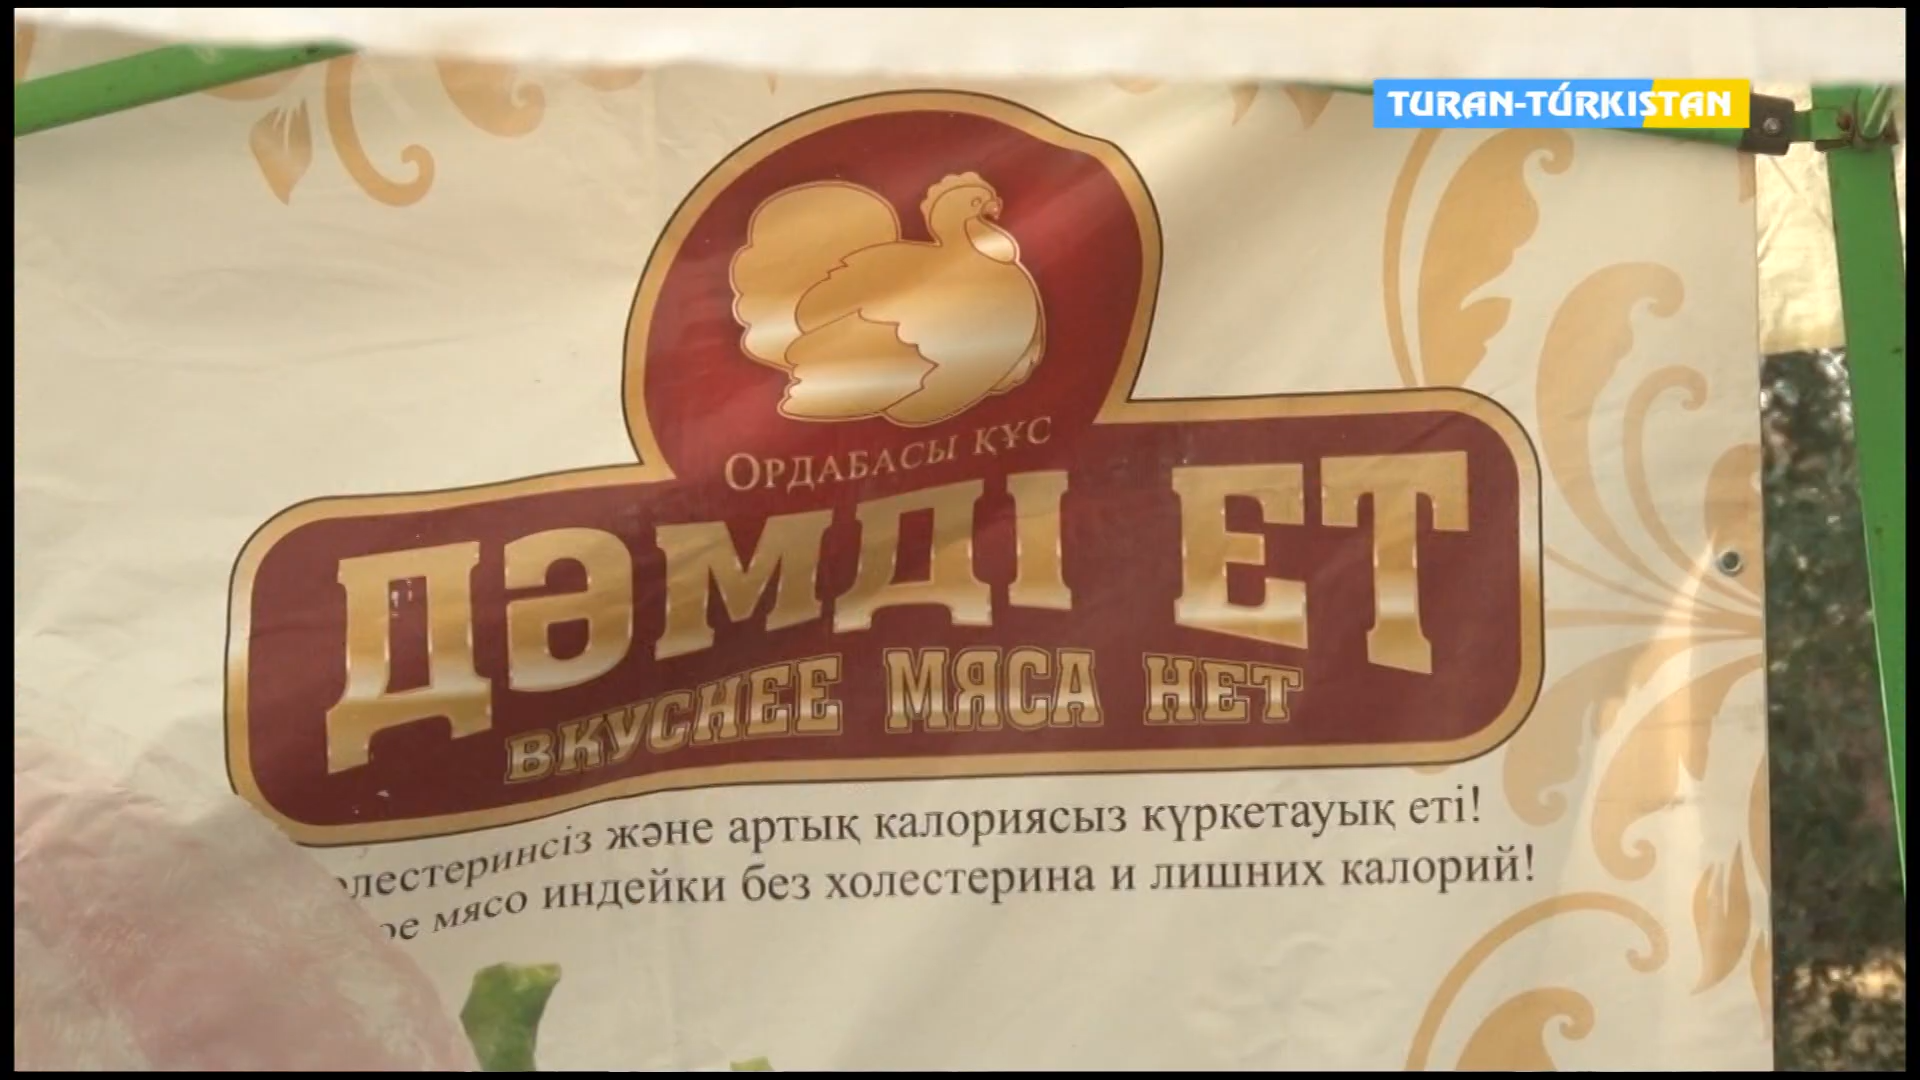 TURAN-TÚRKISTAN
ОРДАБАСЫ ҚҰС
ДӘМДІ ЕТ
ВКУСНЕЕ МЯСА НЕТ
және артық калориясыз күркетауық еті!
мясо индейки без холестерина и лишних калорий!